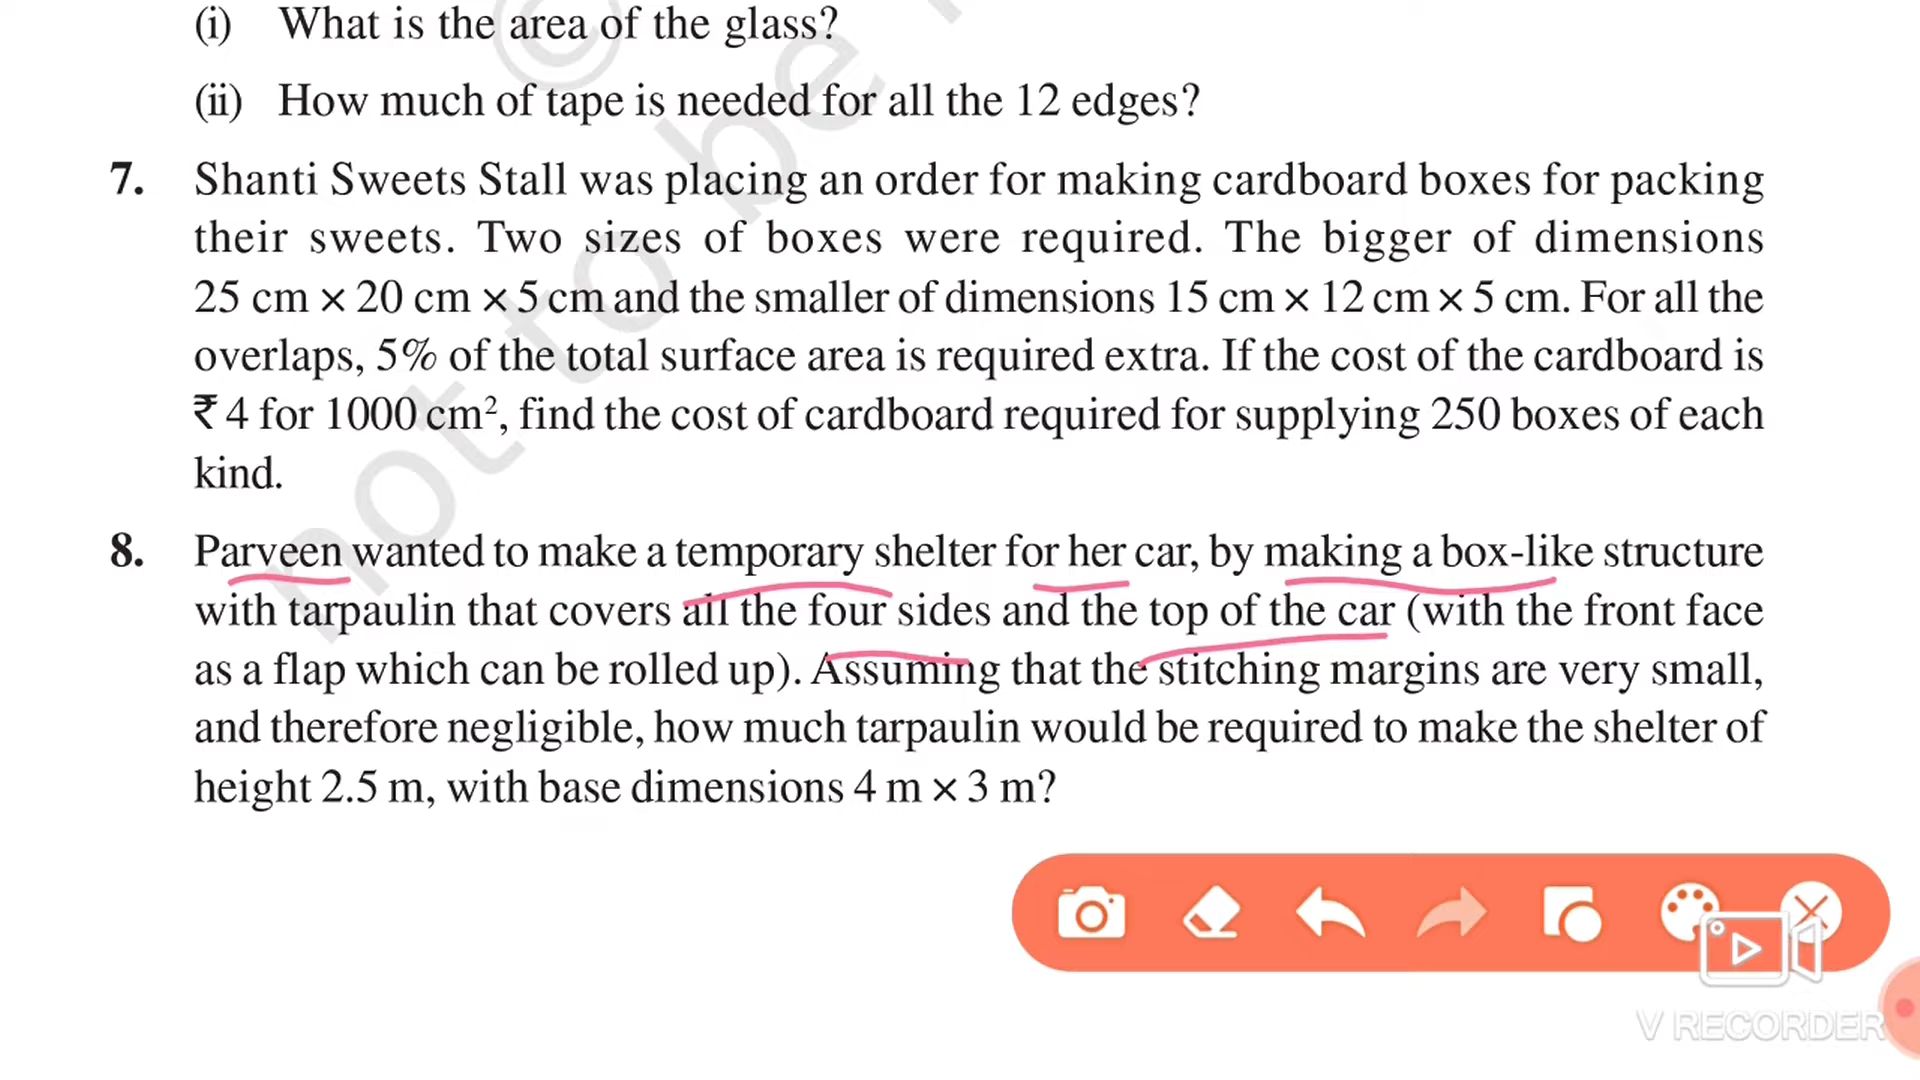 (i) What is the area of the glass?
(ii) How much of tape is needed for all the 12 edges?
7. Shanti Sweets Stall was placing an order for making cardboard boxes for packing
their sweets. Two sizes of boxes were required. The bigger of dimensions
25 cm × 20 cm × 5 cm and the smaller of dimensions 15 cm × 12 cm × 5 cm. For all the
overlaps, 5% of the total surface area is required extra. If the cost of the cardboard is
₹ 4 for 1000 cm², find the cost of cardboard required for supplying 250 boxes of each
kind.
8. Parveen wanted to make a temporary shelter for her car, by making a box-like structure
with tarpaulin that covers all the four sides and the top of the car (with the front face
as a flap which can be rolled up). Assuming that the stitching margins are very small,
and therefore negligible, how much tarpaulin would be required to make the shelter of
height 2.5 m, with base dimensions 4 m × 3 m?
© not to be
V RECORDER